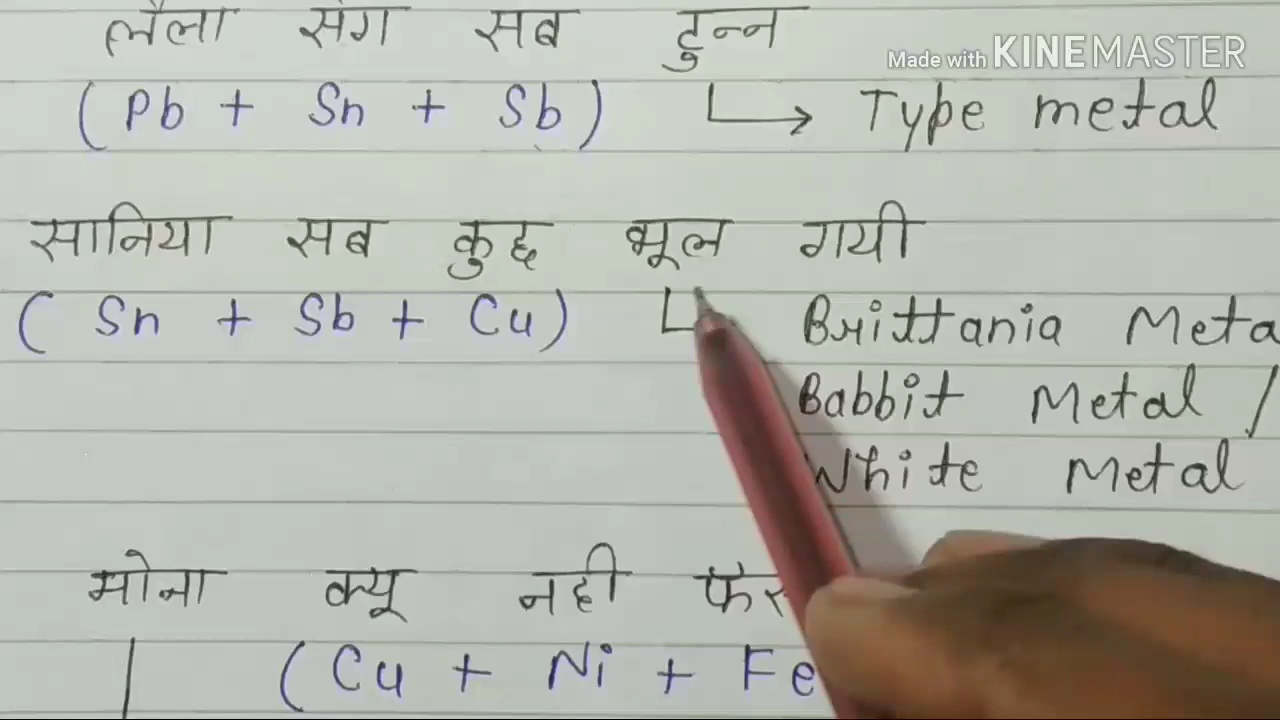 लैला संग सब टुन्न
Made with KINEMASTER
(Pb + Sn + Sb) → Type metal
सानिया सब कुछ भूल गयी
( Sn + Sb + Cu) Brittania Meta
Babbit Metal /
White Metal
मोना क्यू नही
(Cu + Ni + Fe